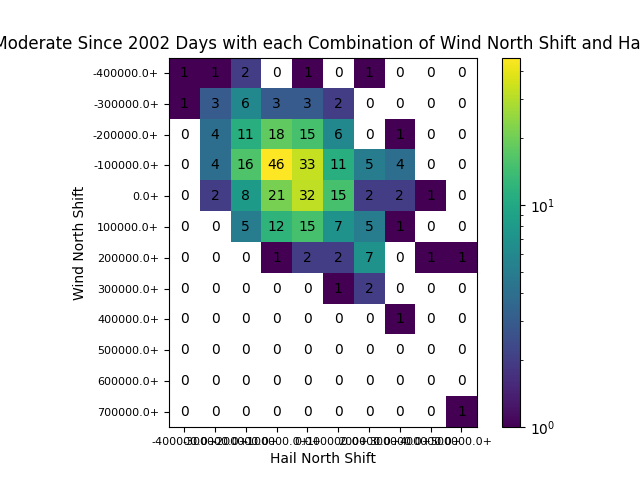 Moderate Since 2002 Days with each Combination of Wind North Shift and Ha
-400000.0+ 1 1 2 0 1 0 1 0 0 0
-300000.0+ 1 3 6 3 3 2 0 0 0 0
-200000.0+ 0 4 11 18 15 6 0 1 0 0
-100000.0+ 0 4 16 46 33 11 5 4 0 0
0.0+ 0 2 8 21 32 15 2 2 1 0
100000.0+ 0 0 5 12 15 7 5 1 0 0
200000.0+ 0 0 0 1 2 2 7 0 1 1
300000.0+ 0 0 0 0 0 1 2 0 0 0
400000.0+ 0 0 0 0 0 0 0 1 0 0
500000.0+ 0 0 0 0 0 0 0 0 0 0
600000.0+ 0 0 0 0 0 0 0 0 0 0
700000.0+ 0 0 0 0 0 0 0 0 0 1
Wind North Shift
Hail North Shift
10^1
10^0